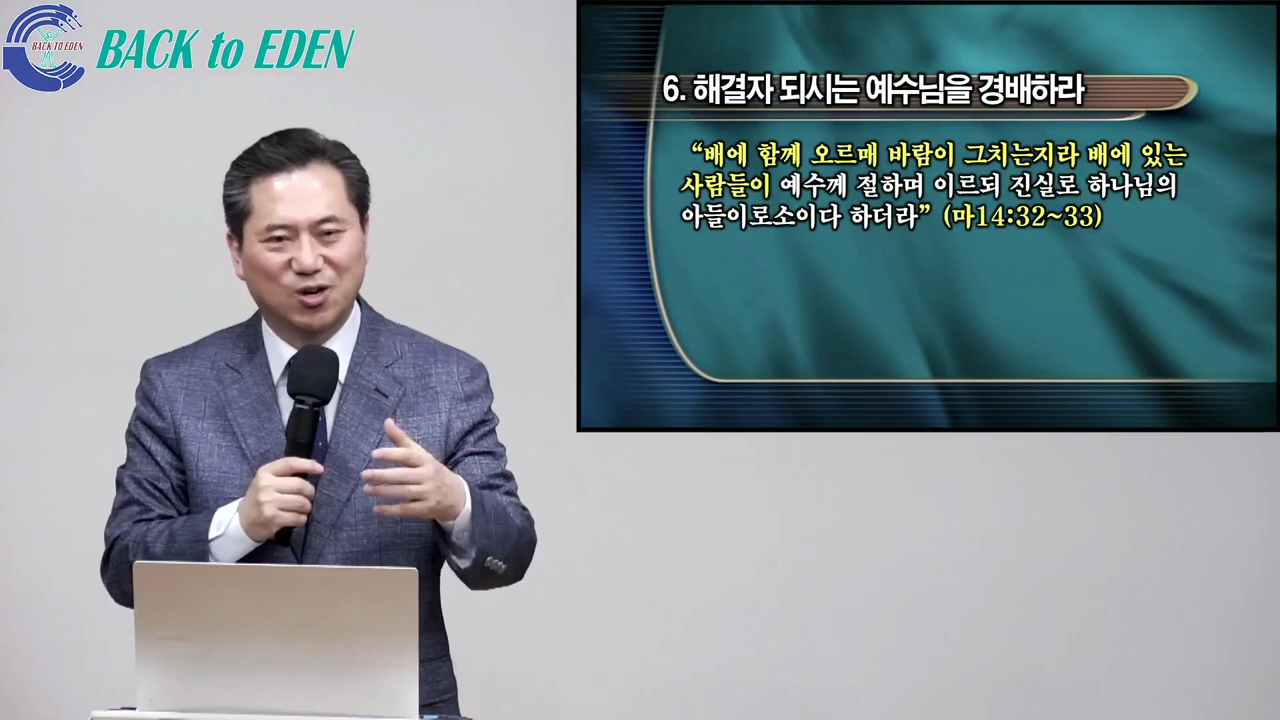 BACK TO EDEN
BACK to EDEN
6. 해결자 되시는 예수님을 경배하라
“배에 함께 오르매 바람이 그치는지라 배에 있는
사람들이 예수께 절하며 이르되 진실로 하나님의
아들이로소이다 하더라” (마14:32~33)